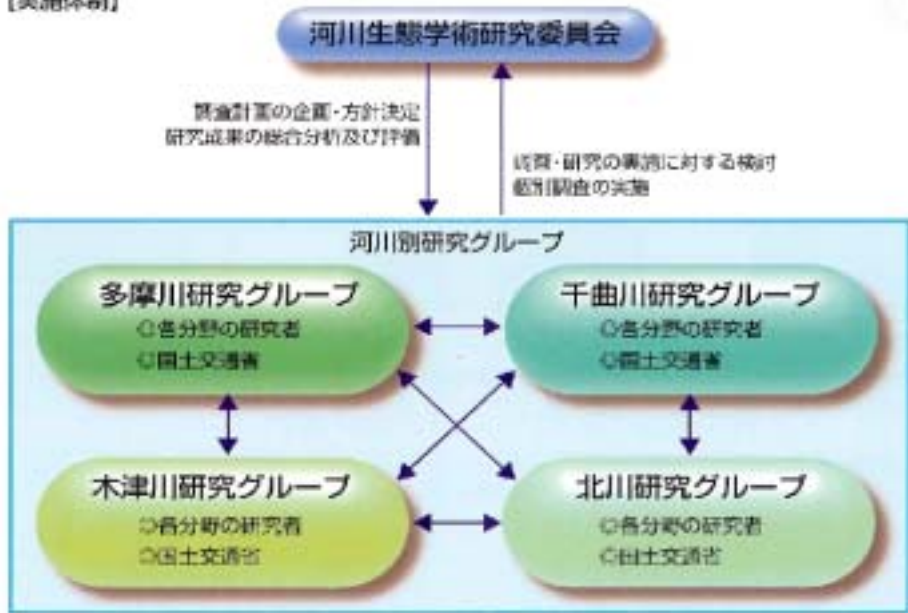 【実施体制】
河川生態学術研究委員会
調査計画の企画・方針決定
研究成果の総合分析及び評価
調査・研究の実施に対する検討
個別調査の実施
河川別研究グループ
多摩川研究グループ
◎各分野の研究者
◎国土交通省
千曲川研究グループ
◎各分野の研究者
◎国土交通省
木津川研究グループ
◎各分野の研究者
◎国土交通省
北川研究グループ
◎各分野の研究者
◎国土交通省